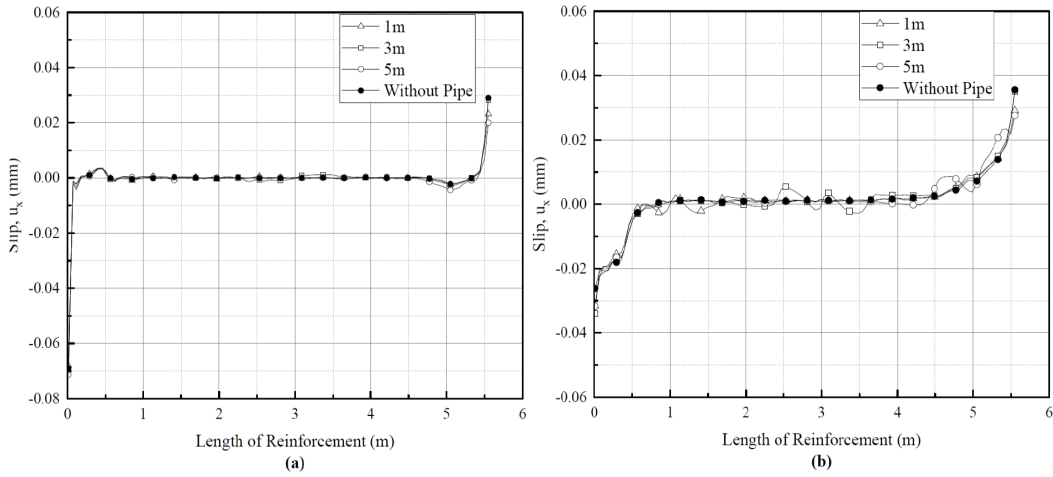 0.06
0.04
0.02
0.00
-0.02
-0.04
-0.06
-0.08
Slip, uₓ (mm)
1m
3m
5m
Without Pipe
0 1 2 3 4 5 6
Length of Reinforcement (m)
(a)
0.06
0.04
0.02
0.00
-0.02
-0.04
-0.06
Slip, uₓ (mm)
1m
3m
5m
Without Pipe
0 1 2 3 4 5 6
Length of Reinforcement (m)
(b)